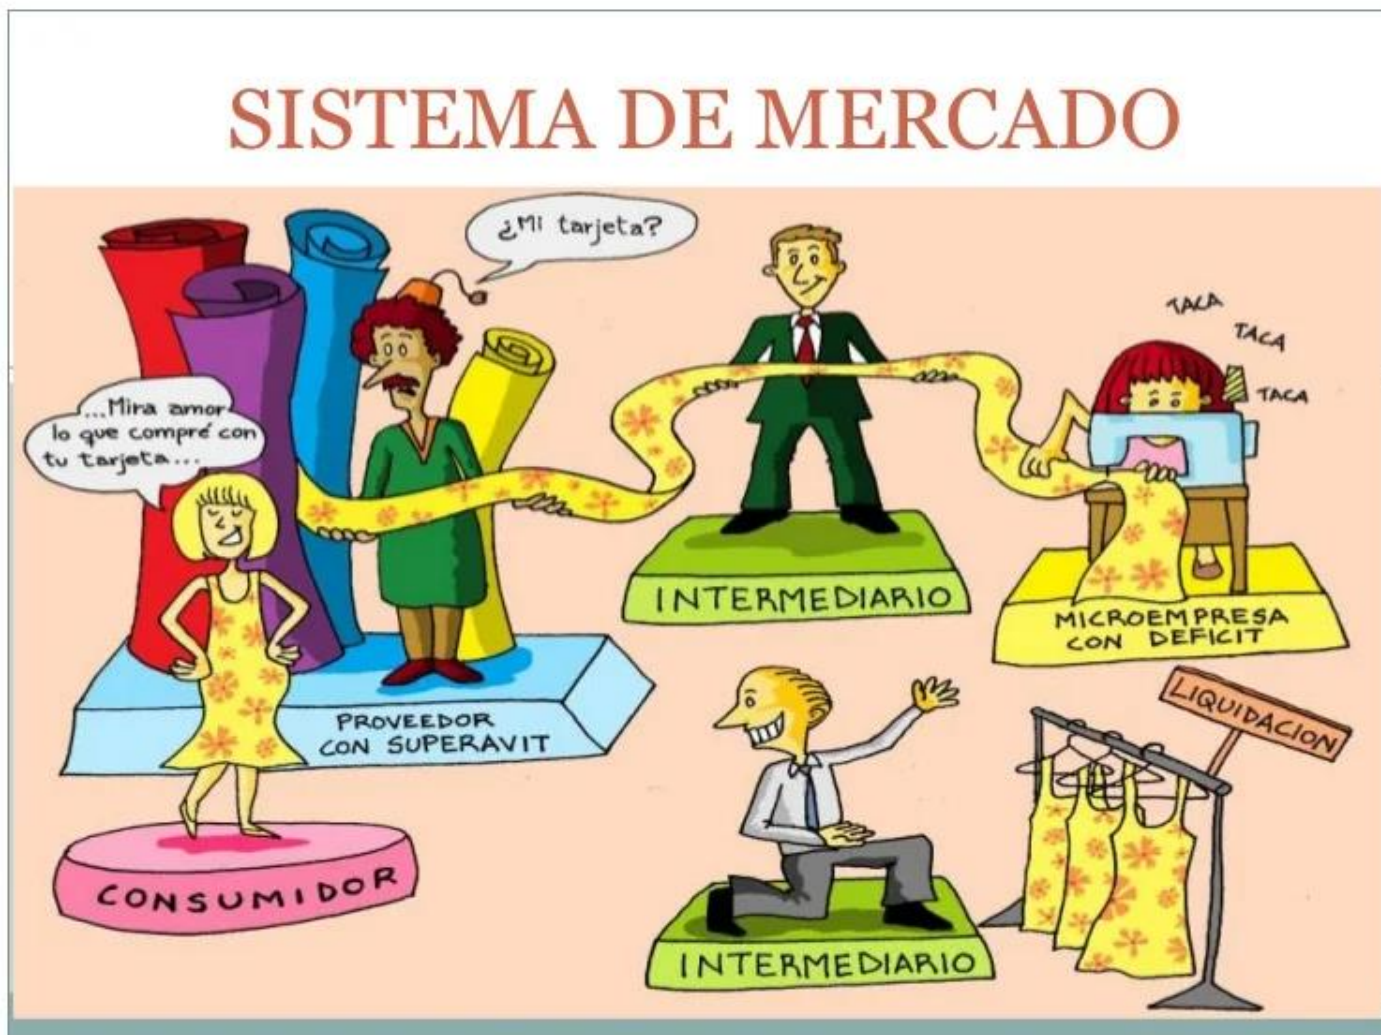 SISTEMA DE MERCADO
¿Mi tarjeta?
TACA
TACA
TACA
...Mira amor
lo que compré con
tu tarjeta...
INTERMEDIARIO
MICROEMPRESA
CON DEFICIT
PROVEEDOR
CON SUPERAVIT
LIQUIDACION
CONSUMIDOR
INTERMEDIARIO